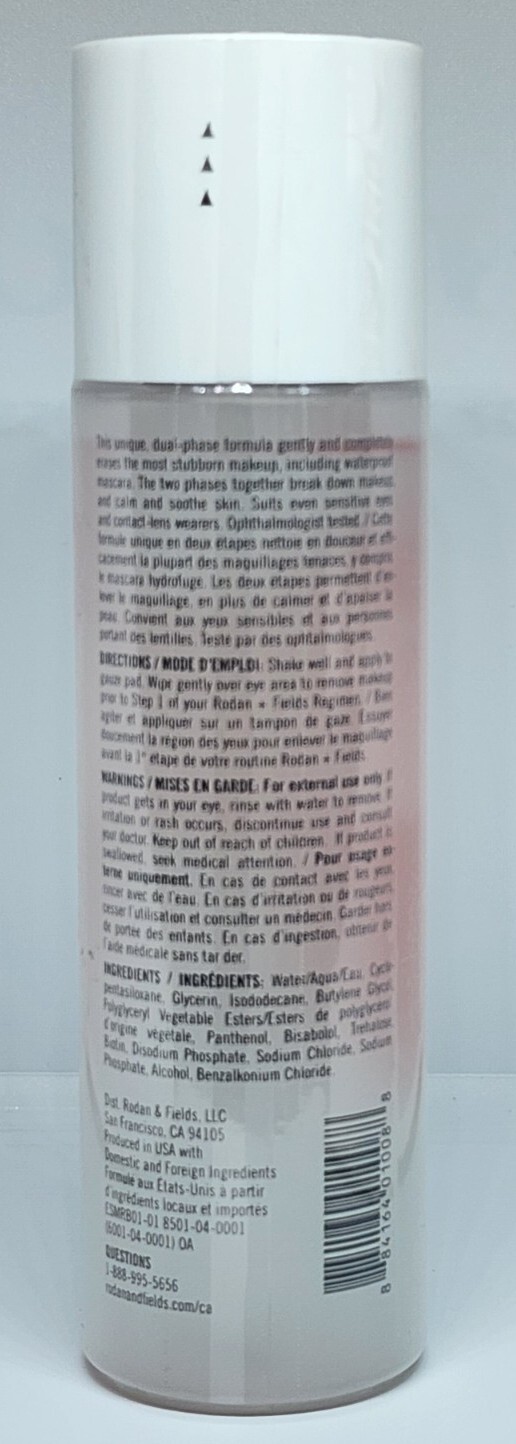 This unique, dual-phase formula gently and completely
erases the most stubborn makeup, including waterproof
mascara. The two phases together break down makeup
and calm and soothe skin. Suits even sensitive eyes
and contact-lens wearers. Ophthalmologist tested. / Cette
formule unique en deux étapes nettoie en douceur et effi-
cacement la plupart des maquillages tenaces, y compris
le mascara hydrofuge. Les deux étapes permettent d'en-
lever le maquillage, en plus de calmer et d'apaiser la
peau. Convient aux yeux sensibles et aux personnes
portant des lentilles. Testé par des ophtalmologues.
DIRECTIONS / MODE D'EMPLOI: Shake well and apply to
gauze pad. Wipe gently over eye area to remove makeup
prior to Step 1 of your Rodan + Fields Regimen. / Bien
agiter et appliquer sur un tampon de gaze. Essuyer
doucement la région des yeux pour enlever le maquillage
avant la 1re étape de votre routine Rodan + Fields.
WARNINGS / MISES EN GARDE: For external use only. If
product gets in your eye, rinse with water to remove. If
irritation or rash occurs, discontinue use and consult
your doctor. Keep out of reach of children. If product is
swallowed, seek medical attention. / Pour usage ex-
terne uniquement. En cas de contact avec les yeux,
rincer avec de l'eau. En cas d'irritation ou de rougeurs,
cesser l'utilisation et consulter un médecin. Garder hors
de portée des enfants. En cas d'ingestion, obtenir de
l'aide médicale sans tarder.
INGREDIENTS / INGRÉDIENTS: Water/Aqua/Eau, Cyclo-
pentasiloxane, Glycerin, Isododecane, Butylene Glycol,
Polyglyceryl Vegetable Esters/Esters de polyglycérol
d'origine végétale, Panthenol, Bisabolol, Trehalose,
Biotin, Disodium Phosphate, Sodium Chloride, Sodium
Phosphate, Alcohol, Benzalkonium Chloride.
Dist. Rodan & Fields, LLC
San Francisco, CA 94105
Produced in USA with
Domestic and Foreign Ingredients
Formulé aux États-Unis à partir
d'ingrédients locaux et importés
ESMRB01-01 8501-04-0001
(6001-04-0001) OA
QUESTIONS
1-888-995-5656
rodanandfields.com/ca
8 84164 01008 8